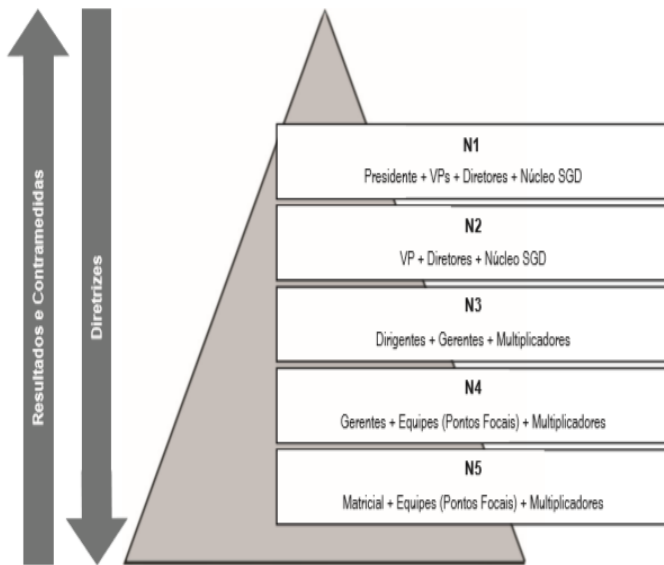 Resultados e Contramedidas
Diretrizes
N1
Presidente + VPs + Diretores + Núcleo SGD
N2
VP + Diretores + Núcleo SGD
N3
Dirigentes + Gerentes + Multiplicadores
N4
Gerentes + Equipes (Pontos Focais) + Multiplicadores
N5
Matricial + Equipes (Pontos Focais) + Multiplicadores